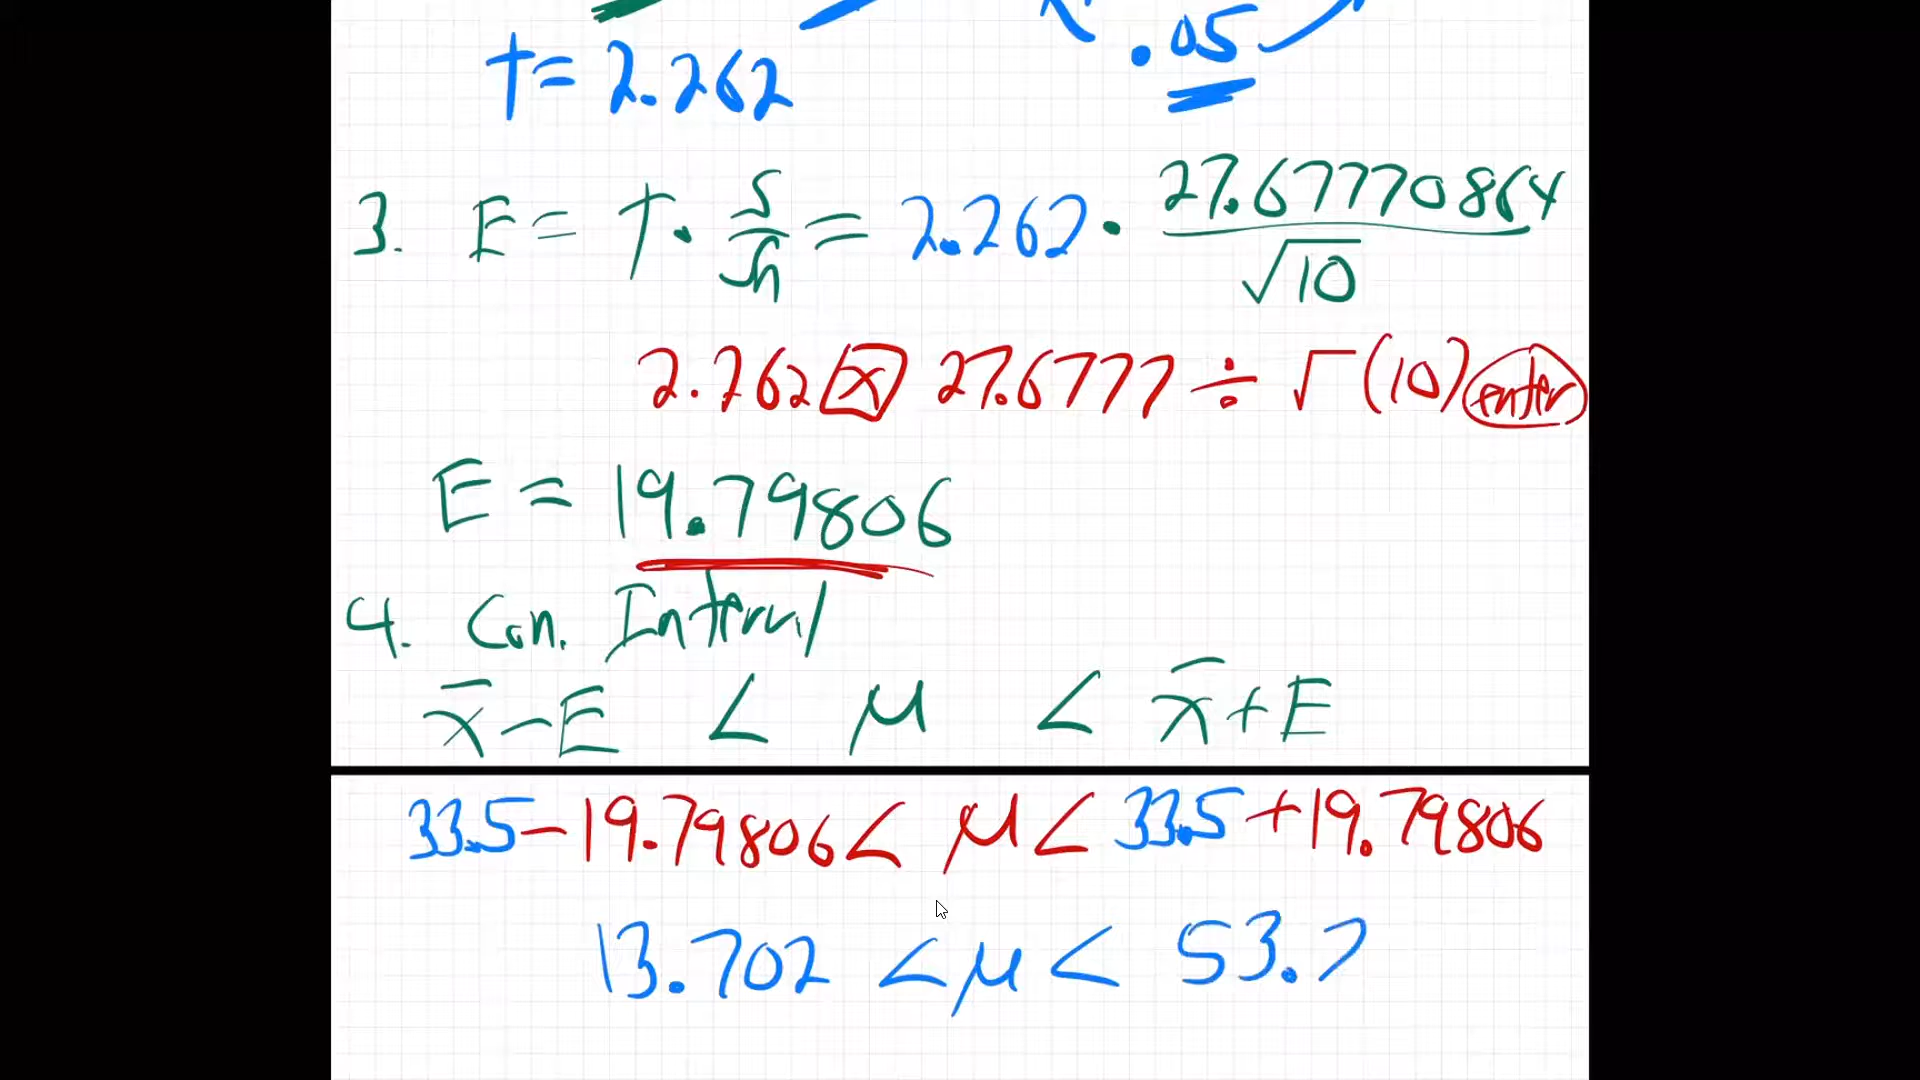 t = 2.262
.05
3. E = t · s/√n = 2.262 · 27.67770864/√10
2.262 x 27.6777 ÷ √(10) enter
E = 19.79806
4. Con. Interval
x̄ - E < μ < x̄ + E
33.5 - 19.79806 < μ < 33.5 + 19.79806
13.702 < μ < 53.2